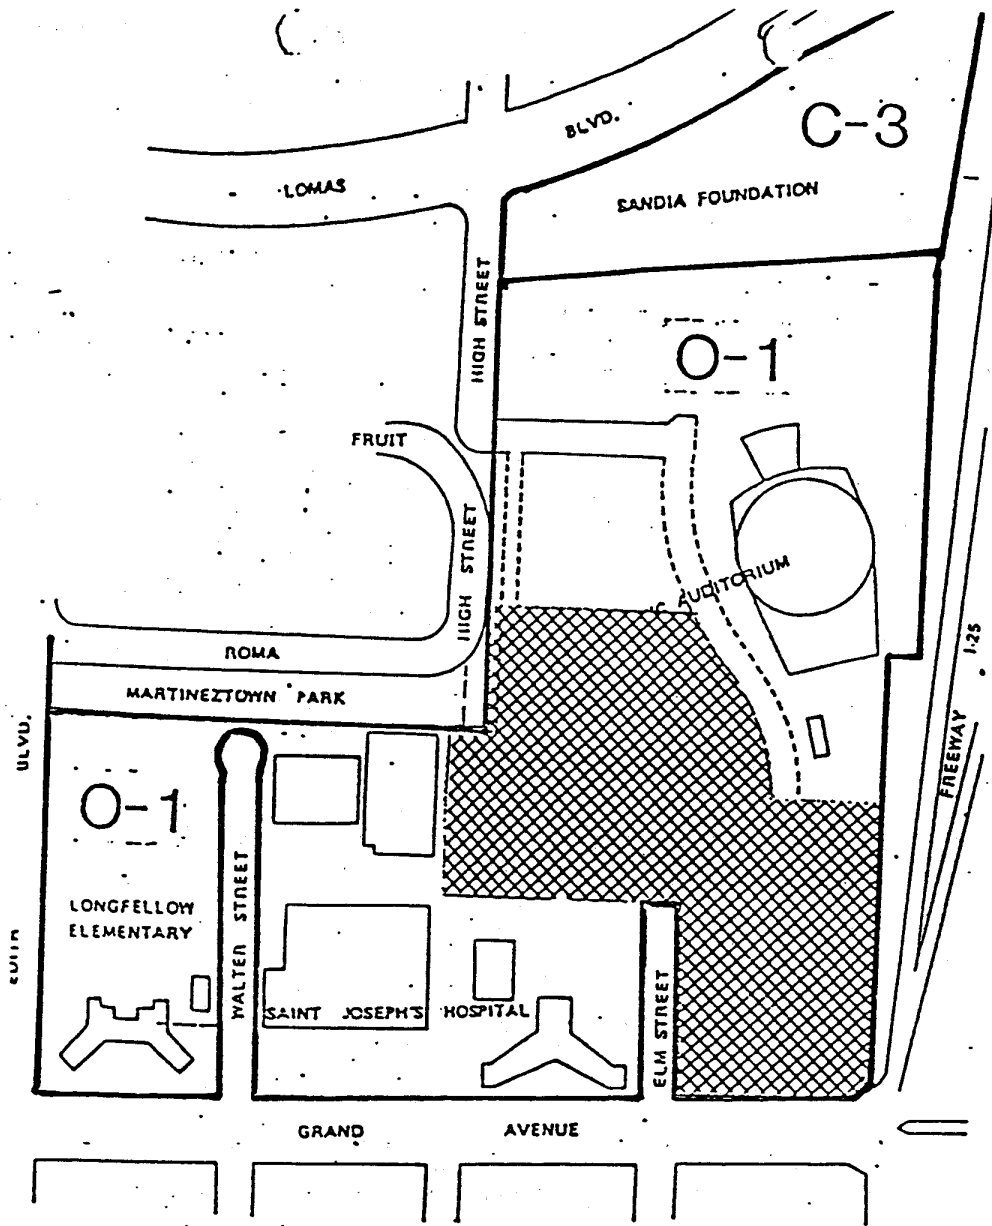 C-3
BLVD.
LOMAS
SANDIA FOUNDATION
HIGH STREET
O-1
FRUIT
HIGH STREET
AUDITORIUM
ROMA
MARTINEZTOWN PARK
I-25
FREEWAY
BLVD.
O-1
WALTER STREET
LONGFELLOW
ELEMENTARY
SAINT JOSEPH'S HOSPITAL
ELM STREET
GRAND AVENUE